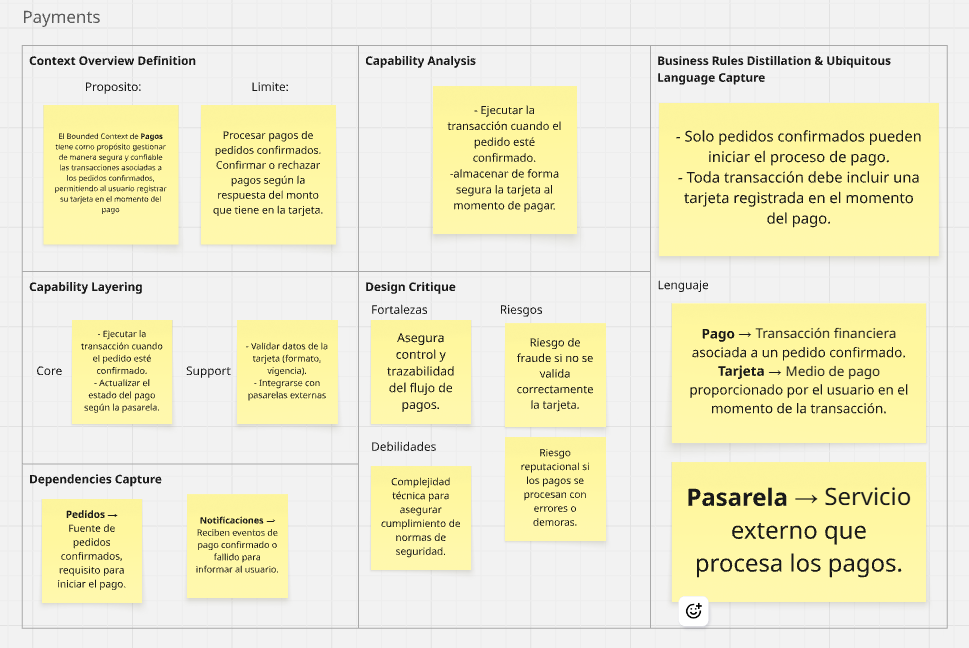 Payments
Context Overview Definition
Proposito:
Limite:
El Bounded Context de Pagos
tiene como propósito gestionar
de manera segura y confiable
las transacciones asociadas a
los pedidos confirmados,
permitiendo al usuario registrar
su tarjeta en el momento del
pago
Procesar pagos de
pedidos confirmados.
Confirmar o rechazar
pagos según la
respuesta del monto
que tiene en la tarjeta.
Capability Analysis
- Ejecutar la
transacción cuando el
pedido esté
confirmado.
-almacenar de forma
segura la tarjeta al
momento de pagar.
Business Rules Distillation & Ubiquitous
Language Capture
- Solo pedidos confirmados pueden
iniciar el proceso de pago.
- Toda transacción debe incluir una
tarjeta registrada en el momento
del pago.
Capability Layering
Core
- Ejecutar la
transacción cuando
el pedido esté
confirmado.
- Actualizar el
estado del pago
según la pasarela.
Support
- Validar datos de la
tarjeta (formato,
vigencia).
- Integrarse con
pasarelas externas
Design Critique
Fortalezas
Asegura
control y
trazabilidad
del flujo de
pagos.
Riesgos
Riesgo de
fraude si no se
valida
correctamente
la tarjeta.
Debilidades
Complejidad
técnica para
asegurar
cumplimiento de
normas de
seguridad.
Riesgo
reputacional si
los pagos se
procesan con
errores o
demoras.
Lenguaje
Pago → Transacción financiera
asociada a un pedido confirmado.
Tarjeta → Medio de pago
proporcionado por el usuario en el
momento de la transacción.
Pasarela → Servicio
externo que
procesa los pagos.
Dependencies Capture
Pedidos →
Fuente de
pedidos
confirmados,
requisito para
iniciar el pago.
Notificaciones →
Reciben eventos de
pago confirmado o
fallido para
informar al usuario.